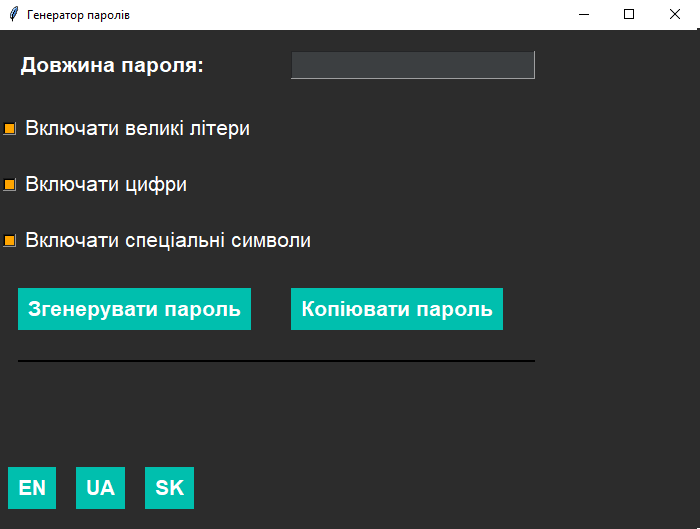 Генератор паролів
Довжина пароля:
Включати великі літери
Включати цифри
Включати спеціальні символи
Згенерувати пароль Копіювати пароль
EN UA SK